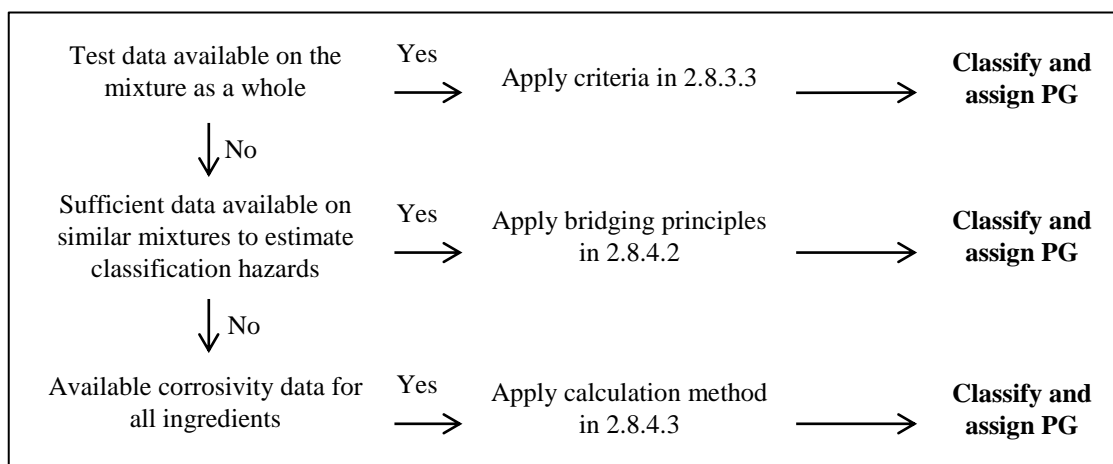 Test data available on the
mixture as a whole
Yes
Apply criteria in 2.8.3.3
Classify and
assign PG
No
Sufficient data available on
similar mixtures to estimate
classification hazards
Yes
Apply bridging principles
in 2.8.4.2
Classify and
assign PG
No
Available corrosivity data for
all ingredients
Yes
Apply calculation method
in 2.8.4.3
Classify and
assign PG